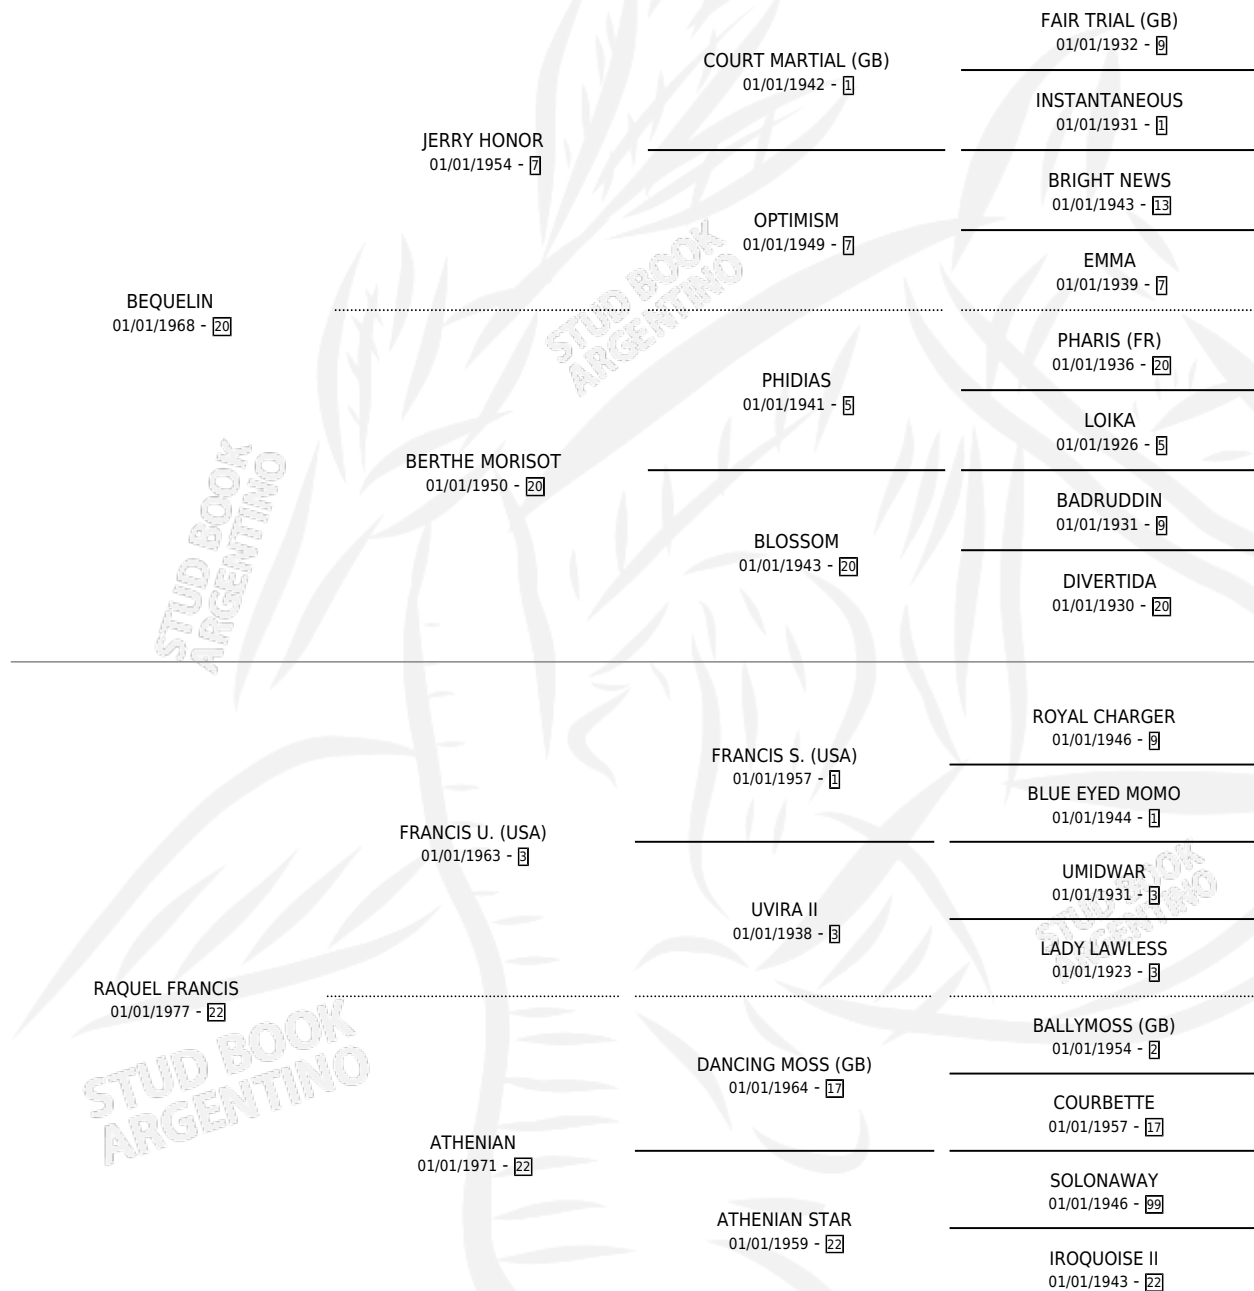 FAIR TRIAL (GB)
01/01/1932 - 9
COURT MARTIAL (GB)
01/01/1942 - 1
INSTANTANEOUS
01/01/1931 - 1
JERRY HONOR
01/01/1954 - 7
BRIGHT NEWS
01/01/1943 - 13
OPTIMISM
01/01/1949 - 7
EMMA
01/01/1939 - 7
BEQUELIN
01/01/1968 - 20
PHARIS (FR)
01/01/1936 - 20
PHIDIAS
01/01/1941 - 5
LOIKA
01/01/1926 - 5
BERTHE MORISOT
01/01/1950 - 20
BADRUDDIN
01/01/1931 - 9
BLOSSOM
01/01/1943 - 20
DIVERTIDA
01/01/1930 - 20
ROYAL CHARGER
01/01/1946 - 9
FRANCIS S. (USA)
01/01/1957 - 1
BLUE EYED MOMO
01/01/1944 - 1
FRANCIS U. (USA)
01/01/1963 - 3
UMIDWAR
01/01/1931 - 3
UVIRA II
01/01/1938 - 3
LADY LAWLESS
01/01/1923 - 3
RAQUEL FRANCIS
01/01/1977 - 22
BALLYMOSS (GB)
01/01/1954 - 2
DANCING MOSS (GB)
01/01/1964 - 17
COURBETTE
01/01/1957 - 17
ATHENIAN
01/01/1971 - 22
SOLONAWAY
01/01/1946 - 99
ATHENIAN STAR
01/01/1959 - 22
IROQUOISE II
01/01/1943 - 22
STUD BOOK
ARGENTINO
STUD BOOK
ARGENTINO
STUD BOOK
ARGENTINO
STUD BOOK
ARGENTINO